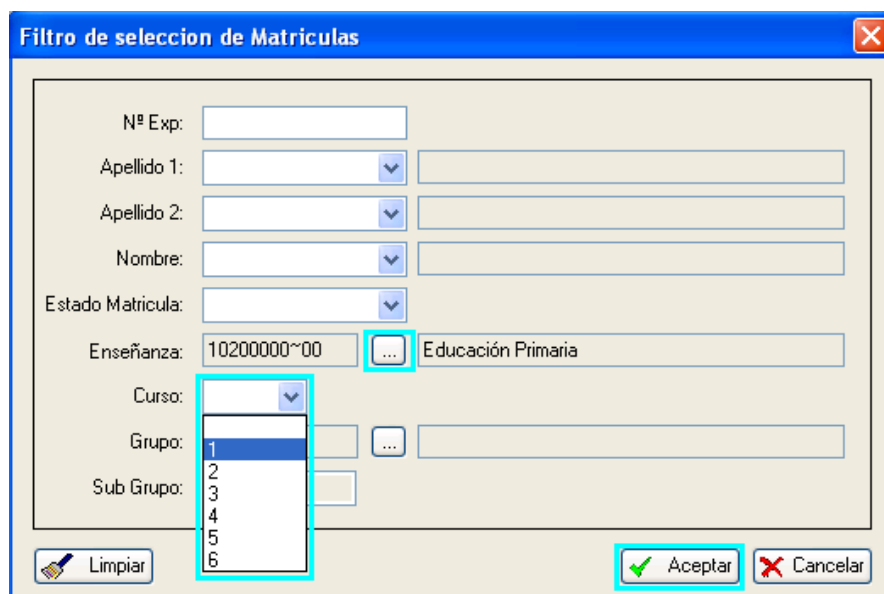 Filtro de seleccion de Matriculas
Nº Exp:
Apellido 1:
Apellido 2:
Nombre:
Estado Matricula:
Enseñanza: 10200000~00 ... Educación Primaria
Curso:
Grupo: ...
1
2
Sub Grupo:
3
4
5
6
Limpiar Aceptar Cancelar